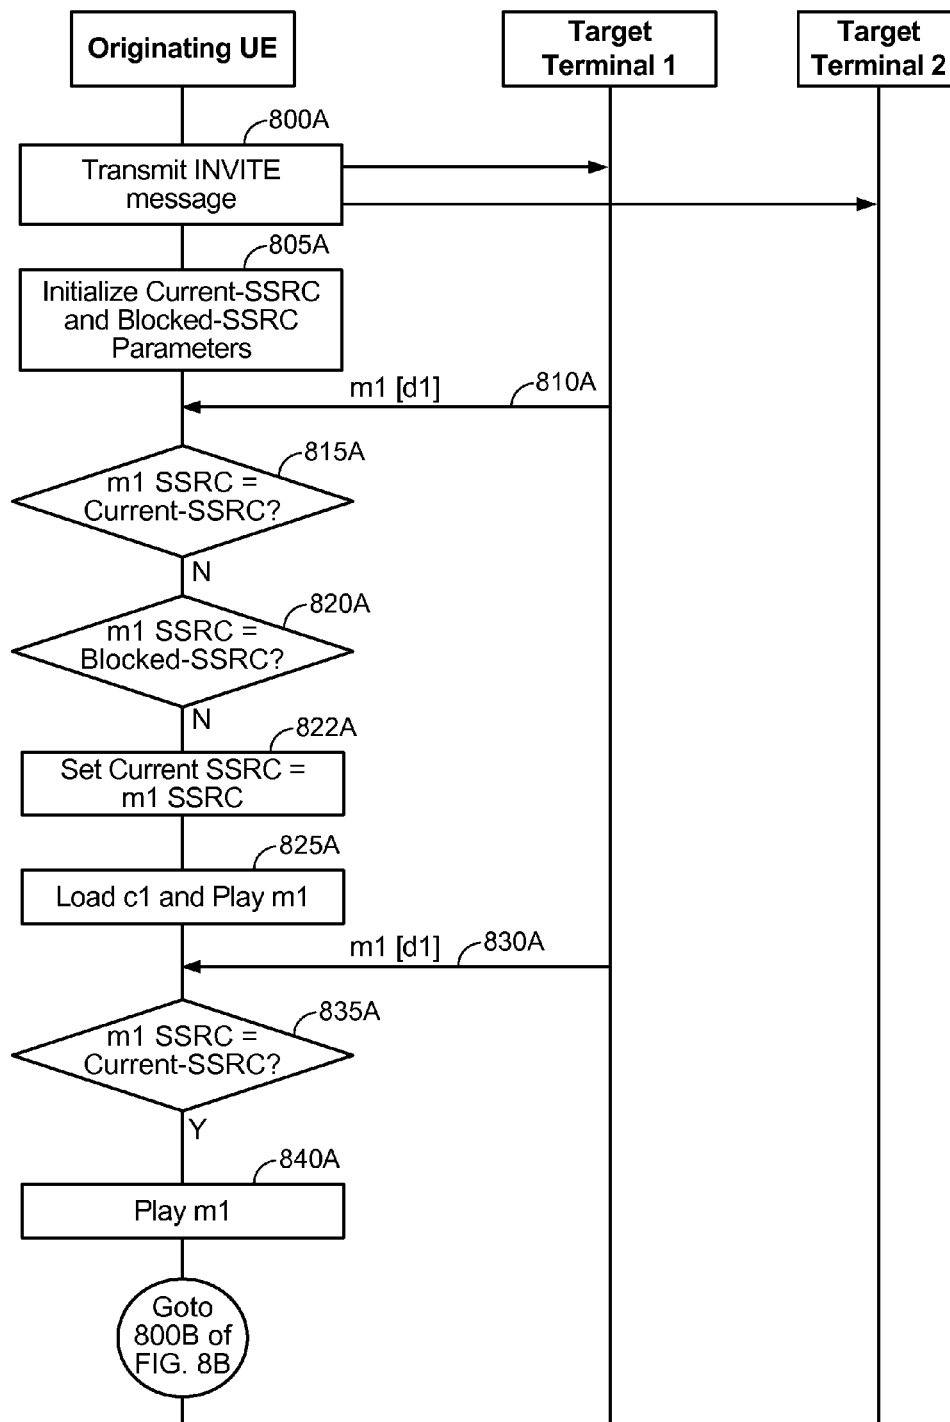 Originating UE
Target
Terminal 1
Target
Terminal 2
800A
Transmit INVITE
message
805A
Initialize Current-SSRC
and Blocked-SSRC
Parameters
m1 [d1]
810A
815A
m1 SSRC =
Current-SSRC?
N
820A
m1 SSRC =
Blocked-SSRC?
N
822A
Set Current SSRC =
m1 SSRC
825A
Load c1 and Play m1
m1 [d1]
830A
835A
m1 SSRC =
Current-SSRC?
Y
840A
Play m1
Goto
800B of
FIG. 8B